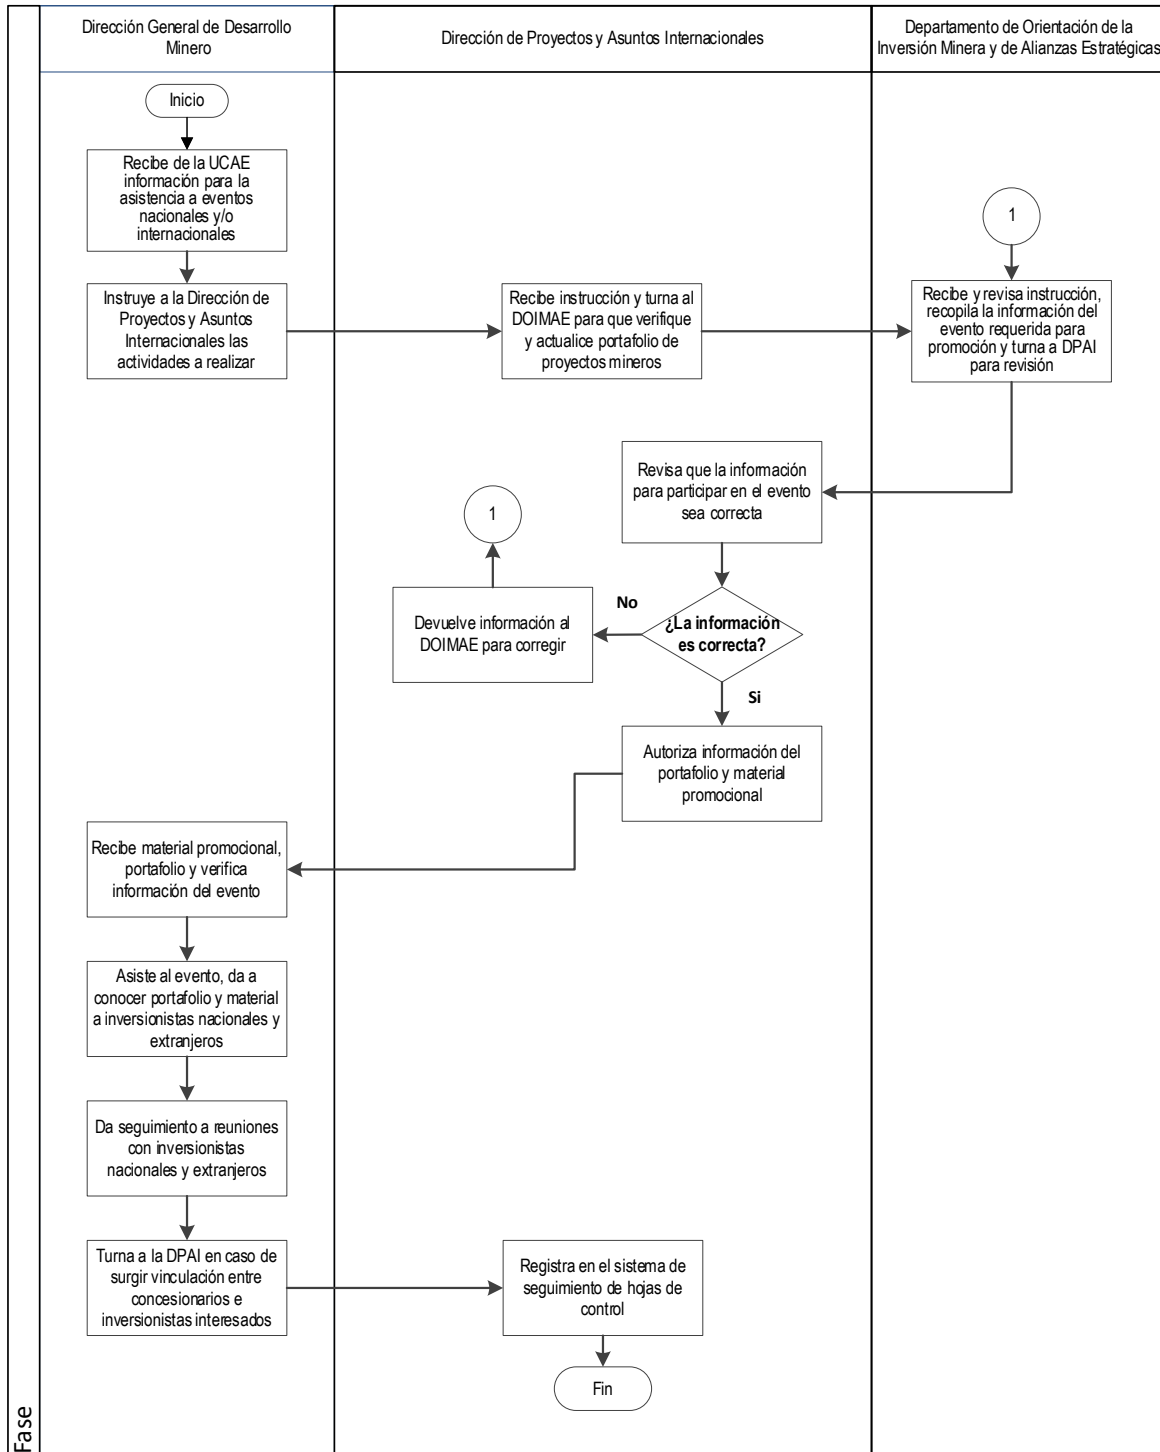 Dirección General de Desarrollo
Minero
Dirección de Proyectos y Asuntos Internacionales
Departamento de Orientación de la
Inversión Minera y de Alianzas Estratégicas
Inicio
Recibe de la UCAE
información para la
asistencia a eventos
nacionales y/o
internacionales
1
Instruye a la Dirección de
Proyectos y Asuntos
Internacionales las
actividades a realizar
Recibe instrucción y turna al
DOIMAE para que verifique
y actualice portafolio de
proyectos mineros
Recibe y revisa instrucción,
recopila la información del
evento requerida para
promoción y turna a DPAI
para revisión
Revisa que la información
para participar en el evento
sea correcta
1
¿La información
es correcta?
No
Devuelve información al
DOIMAE para corregir
Si
Autoriza información del
portafolio y material
promocional
Recibe material promocional,
portafolio y verifica
información del evento
Asiste al evento, da a
conocer portafolio y material
a inversionistas nacionales y
extranjeros
Da seguimiento a reuniones
con inversionistas
nacionales y extranjeros
Turna a la DPAI en caso de
surgir vinculación entre
concesionarios e
inversionistas interesados
Registra en el sistema de
seguimiento de hojas de
control
Fin
Fase